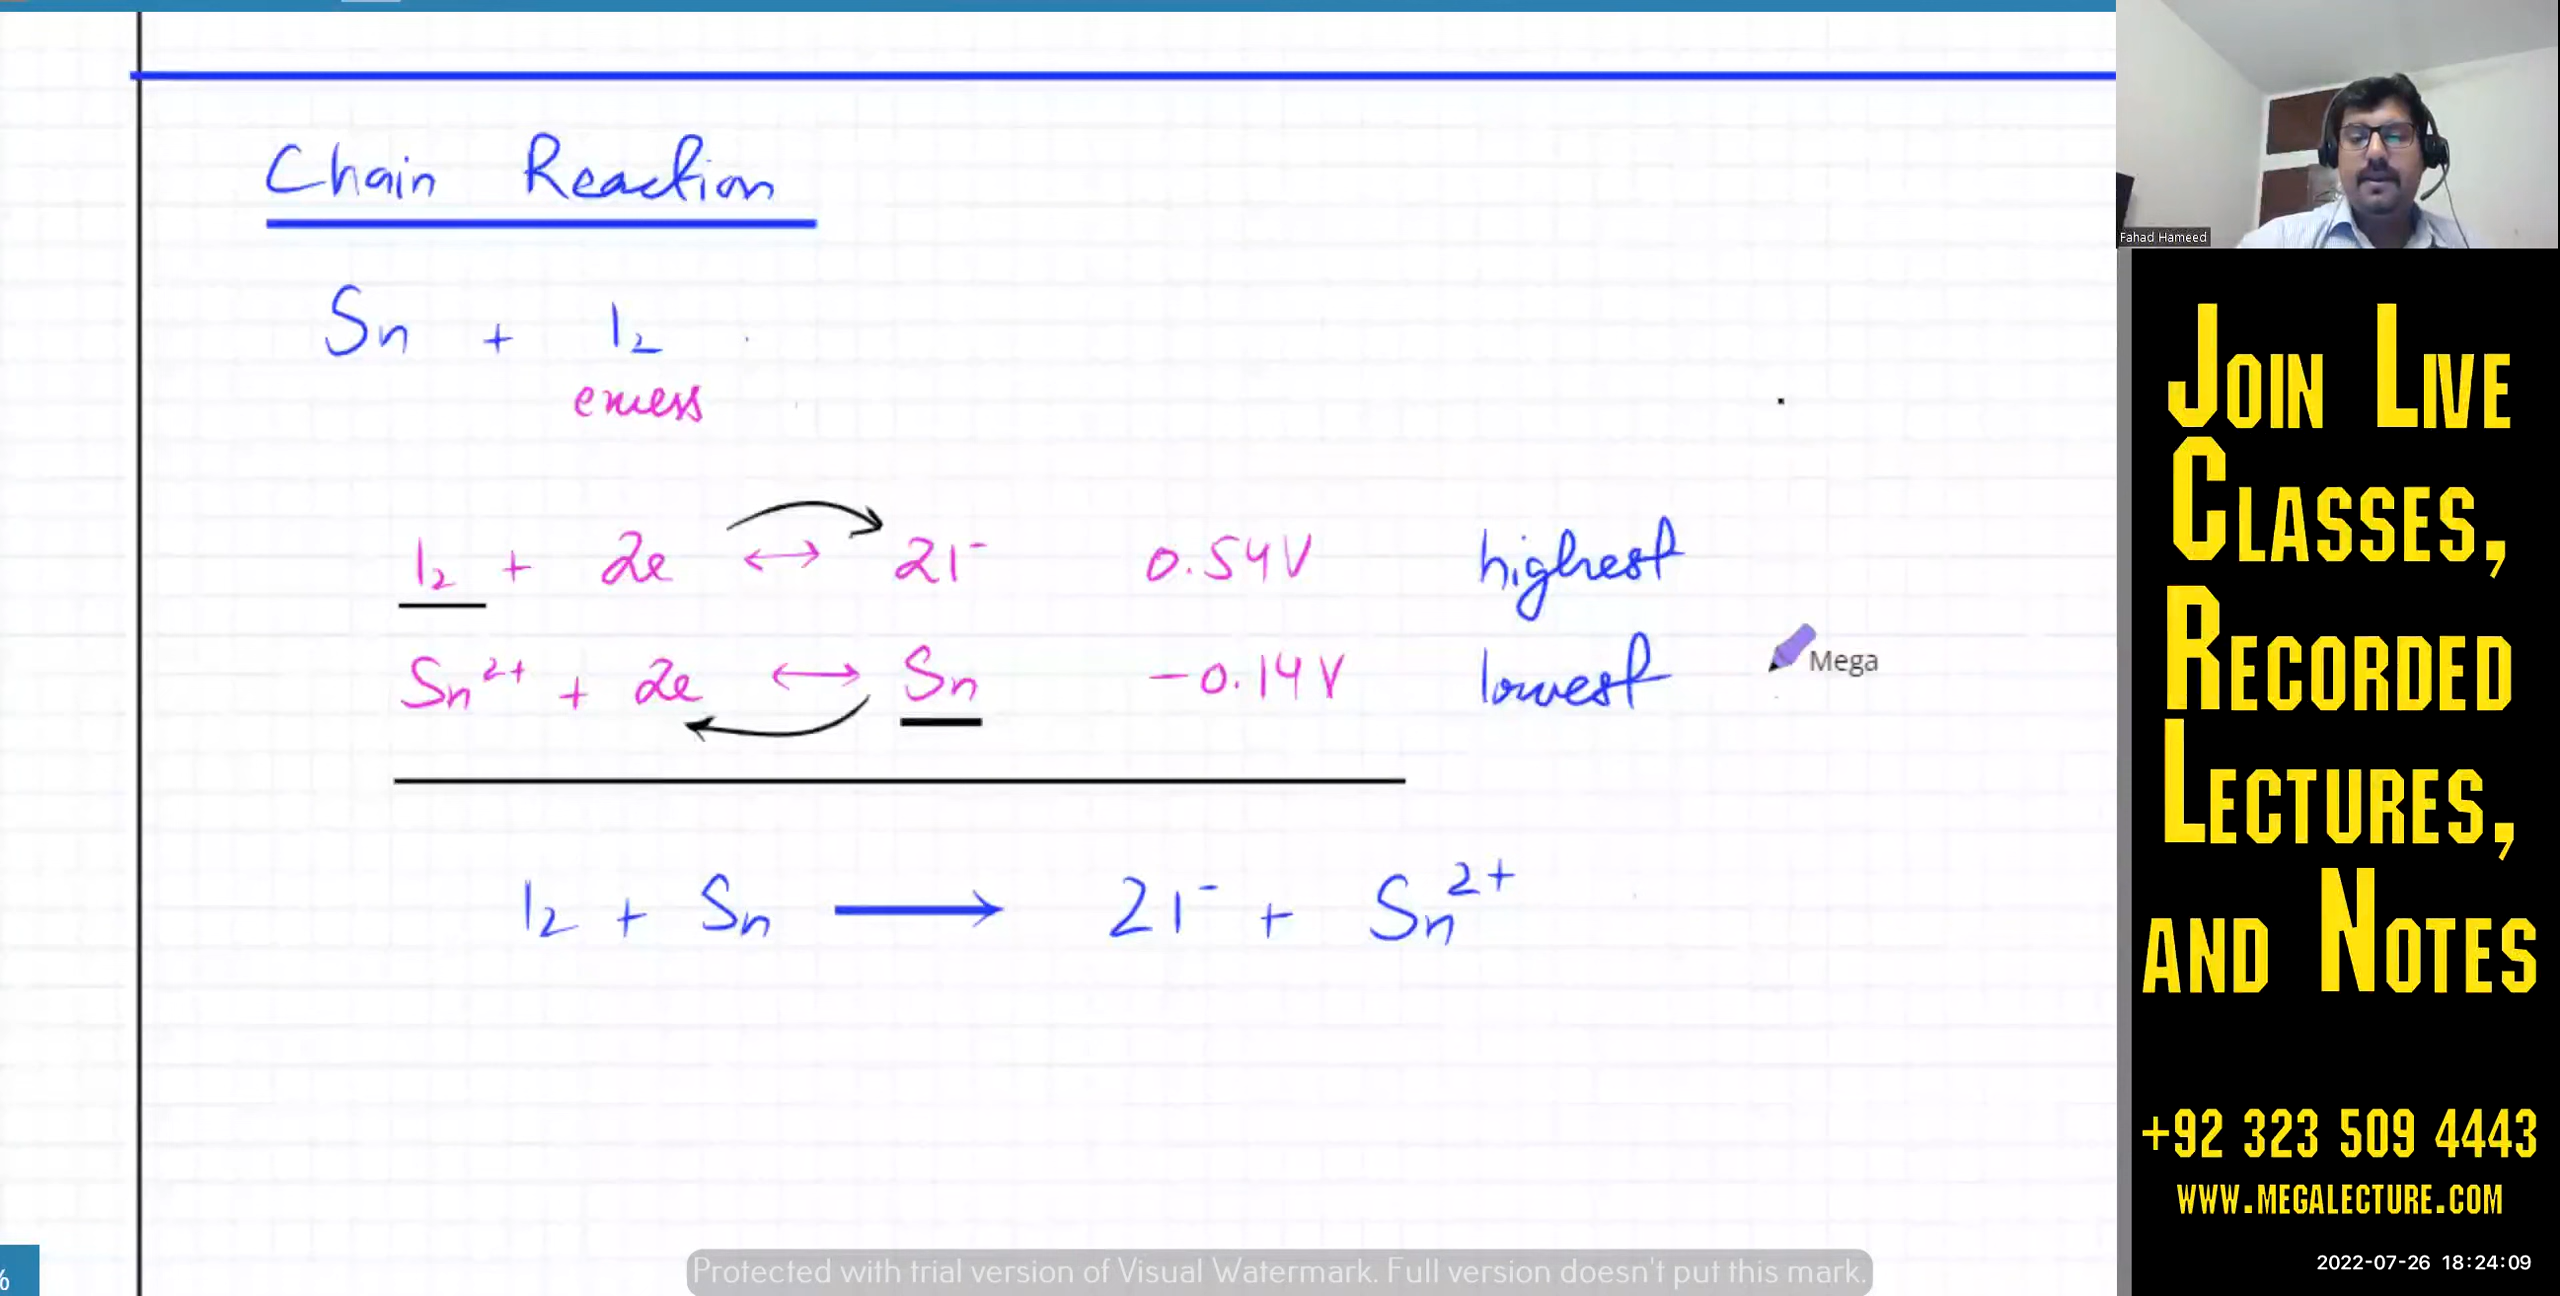 Chain Reaction
Sn + I₂
excess
I₂ + 2e ⟷ 2I⁻ 0.54V highest
Sn²⁺ + 2e ⟷ Sn −0.14V lowest
Mega
I₂ + Sn ⟶ 2I⁻ + Sn²⁺
%
Protected with trial version of Visual Watermark. Full version doesn't put this mark.
Fahad Hameed
JOIN LIVE
CLASSES,
RECORDED
LECTURES,
AND NOTES
+92 323 509 4443
WWW.MEGALECTURE.COM
2022-07-26 18:24:09